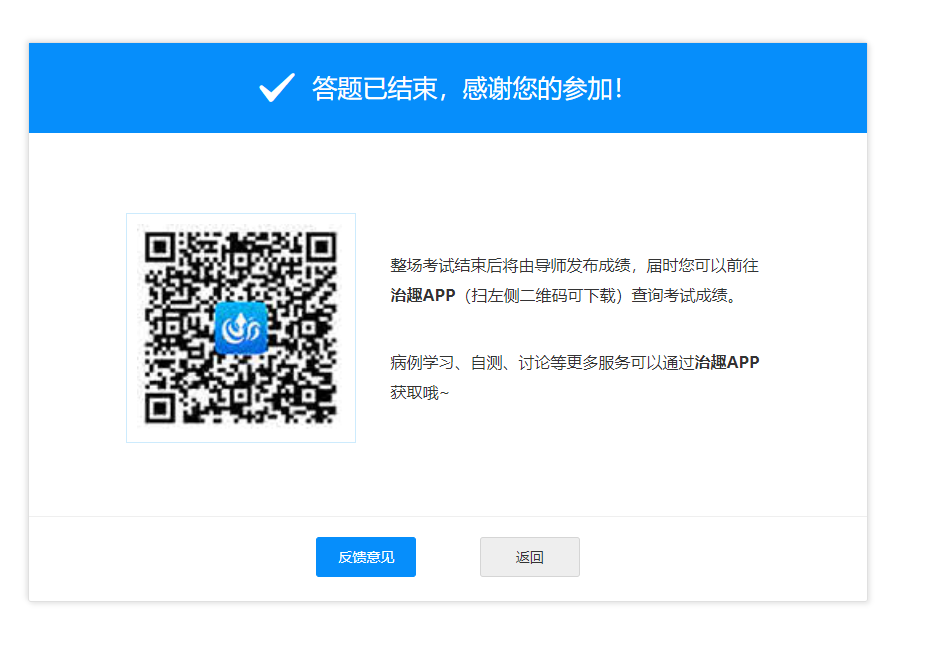 答题已结束，感谢您的参加！
整场考试结束后将由导师发布成绩，届时您可以前往
治趣APP（扫左侧二维码可下载）查询考试成绩。
病例学习、自测、讨论等更多服务可以通过治趣APP
获取哦~
反馈意见
返回